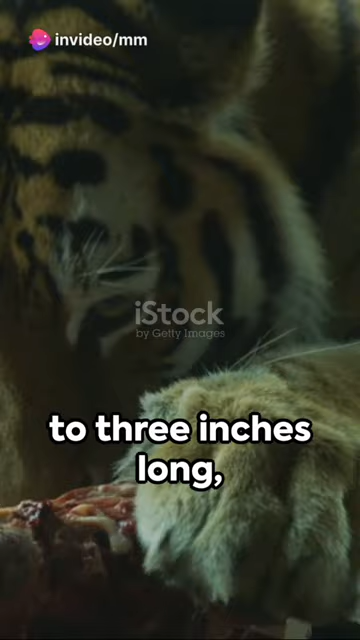 invideo/mm
iStock
by Getty Images
to three inches
long,